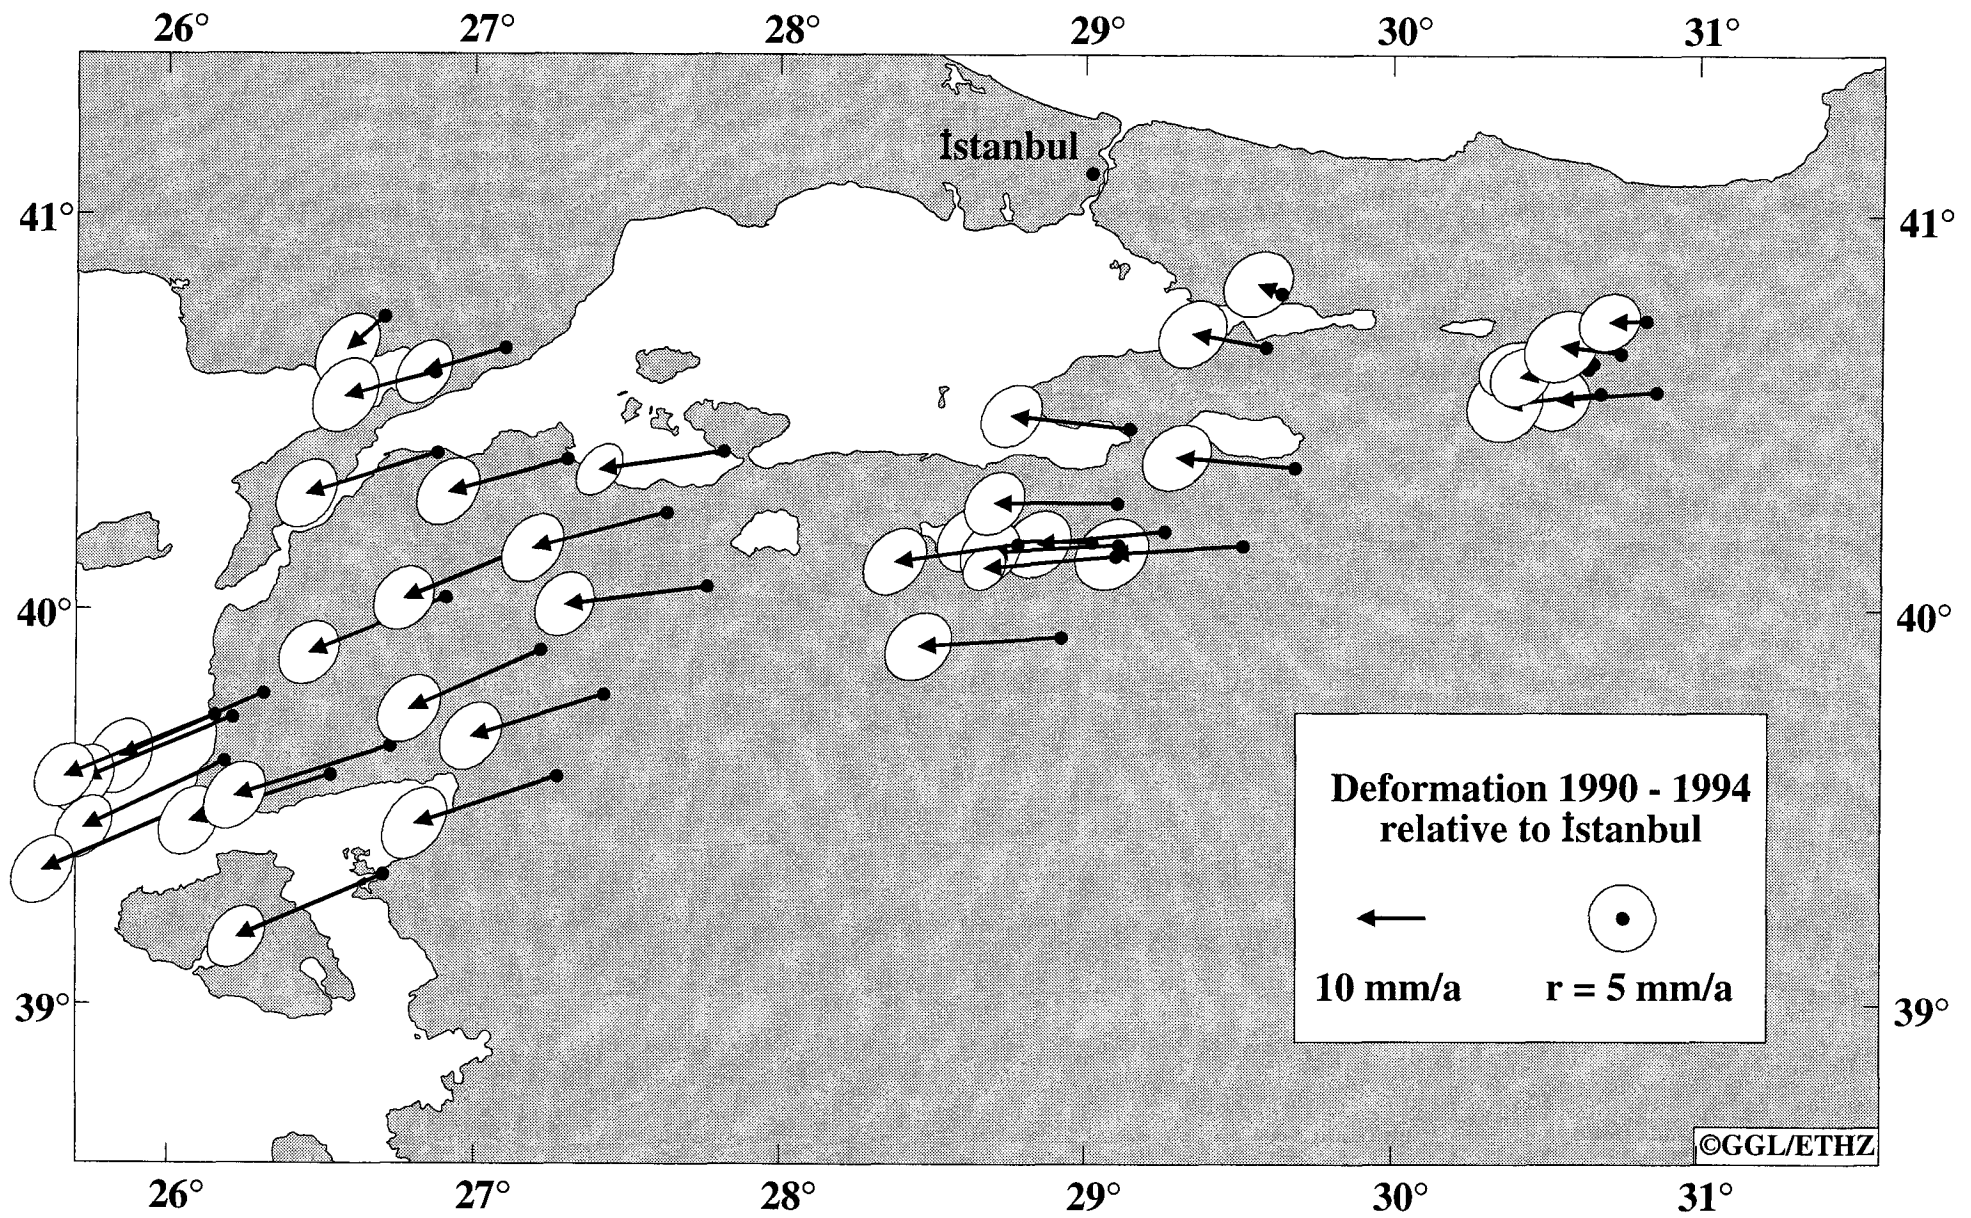 26° 27° 28° 29° 30° 31°
İstanbul
41° 41°
40° 40°
Deformation 1990 - 1994
relative to İstanbul
10 mm/a r = 5 mm/a
39° 39°
©GGL/ETHZ
26° 27° 28° 29° 30° 31°